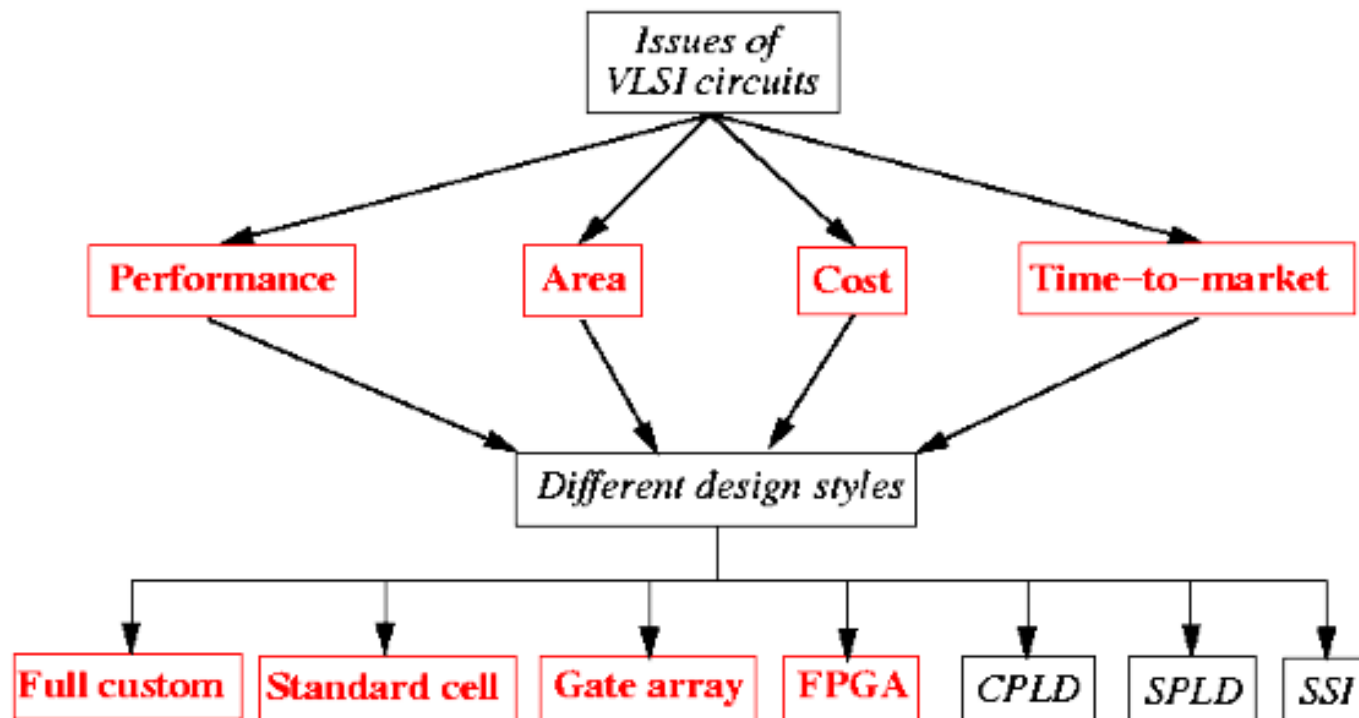 Issues of
VLSI circuits
Performance
Area
Cost
Time-to-market
Different design styles
Full custom
Standard cell
Gate array
FPGA
CPLD
SPLD
SSI